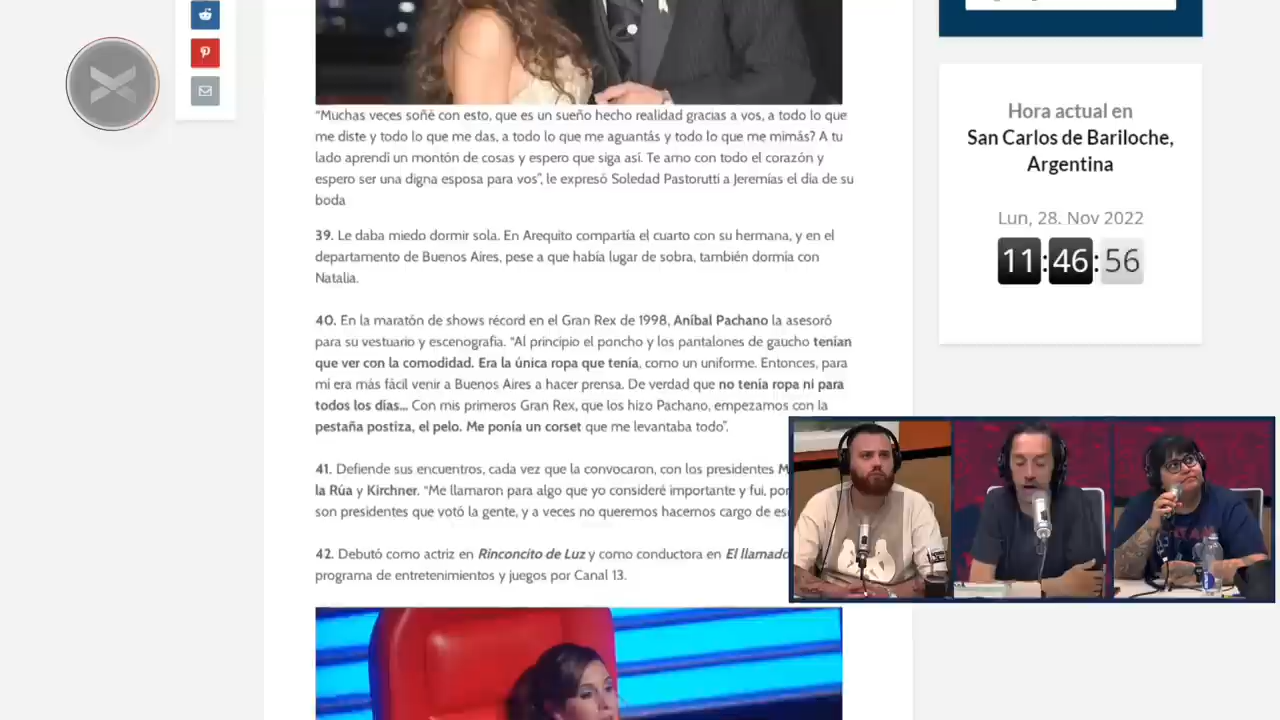 “Muchas veces soñé con esto, que es un sueño hecho realidad gracias a vos, a todo lo que
me diste y todo lo que me das, a todo lo que me aguantás y todo lo que me mimás? A tu
lado aprendí un montón de cosas y espero que siga así. Te amo con todo el corazón y
espero ser una digna esposa para vos”, le expresó Soledad Pastorutti a Jeremías el día de su
boda
39. Le daba miedo dormir sola. En Arequito compartía el cuarto con su hermana, y en el
departamento de Buenos Aires, pese a que había lugar de sobra, también dormía con
Natalia.
40. En la maratón de shows récord en el Gran Rex de 1998, Aníbal Pachano la asesoró
para su vestuario y escenografía. “Al principio el poncho y los pantalones de gaucho tenían
que ver con la comodidad. Era la única ropa que tenía, como un uniforme. Entonces, para
mí era más fácil venir a Buenos Aires a hacer prensa. De verdad que no tenía ropa ni para
todos los días... Con mis primeros Gran Rex, que los hizo Pachano, empezamos con la
pestaña postiza, el pelo. Me ponía un corset que me levantaba todo”.
41. Defiende sus encuentros, cada vez que la convocaron, con los presidentes
la Rúa y Kirchner. “Me llamaron para algo que yo consideré importante y fui,
son presidentes que votó la gente, y a veces no queremos hacernos cargo de
42. Debutó como actriz en Rinconcito de Luz y como conductora en El llamado
programa de entretenimientos y juegos por Canal 13.
Hora actual en
San Carlos de Bariloche,
Argentina
Lun, 28. Nov 2022
11:46:56